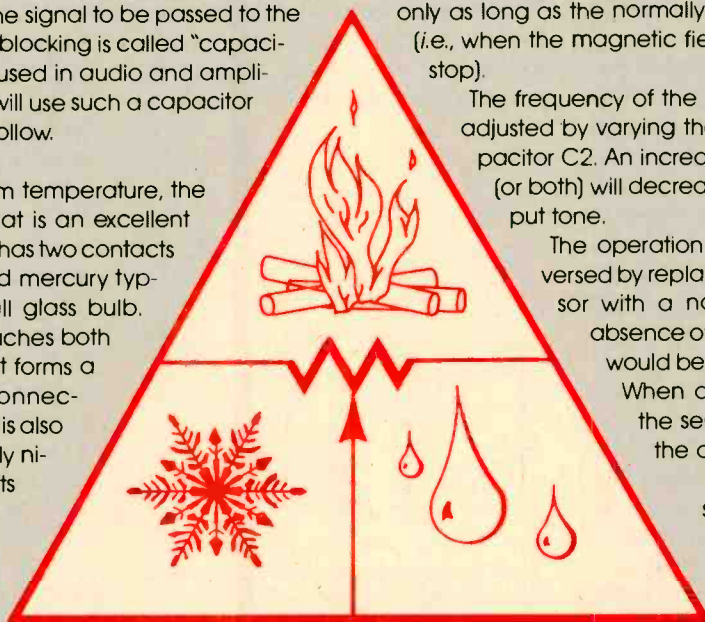 he signal to be passed to the
blocking is called "capaci-
used in audio and ampli-
will use such a capacitor
ollow.
m temperature, the
at is an excellent
has two contacts
d mercury typ-
ll glass bulb.
aches both
t forms a
onnec-
is also
ly ni-
ts
only as long as the normally
(i.e., when the magnetic fie
stop).
The frequency of the
adjusted by varying the
pacitor C2. An increa
(or both) will decrea
put tone.
The operation
versed by replac
sor with a no
absence of
would be
When a
the se
the c
s